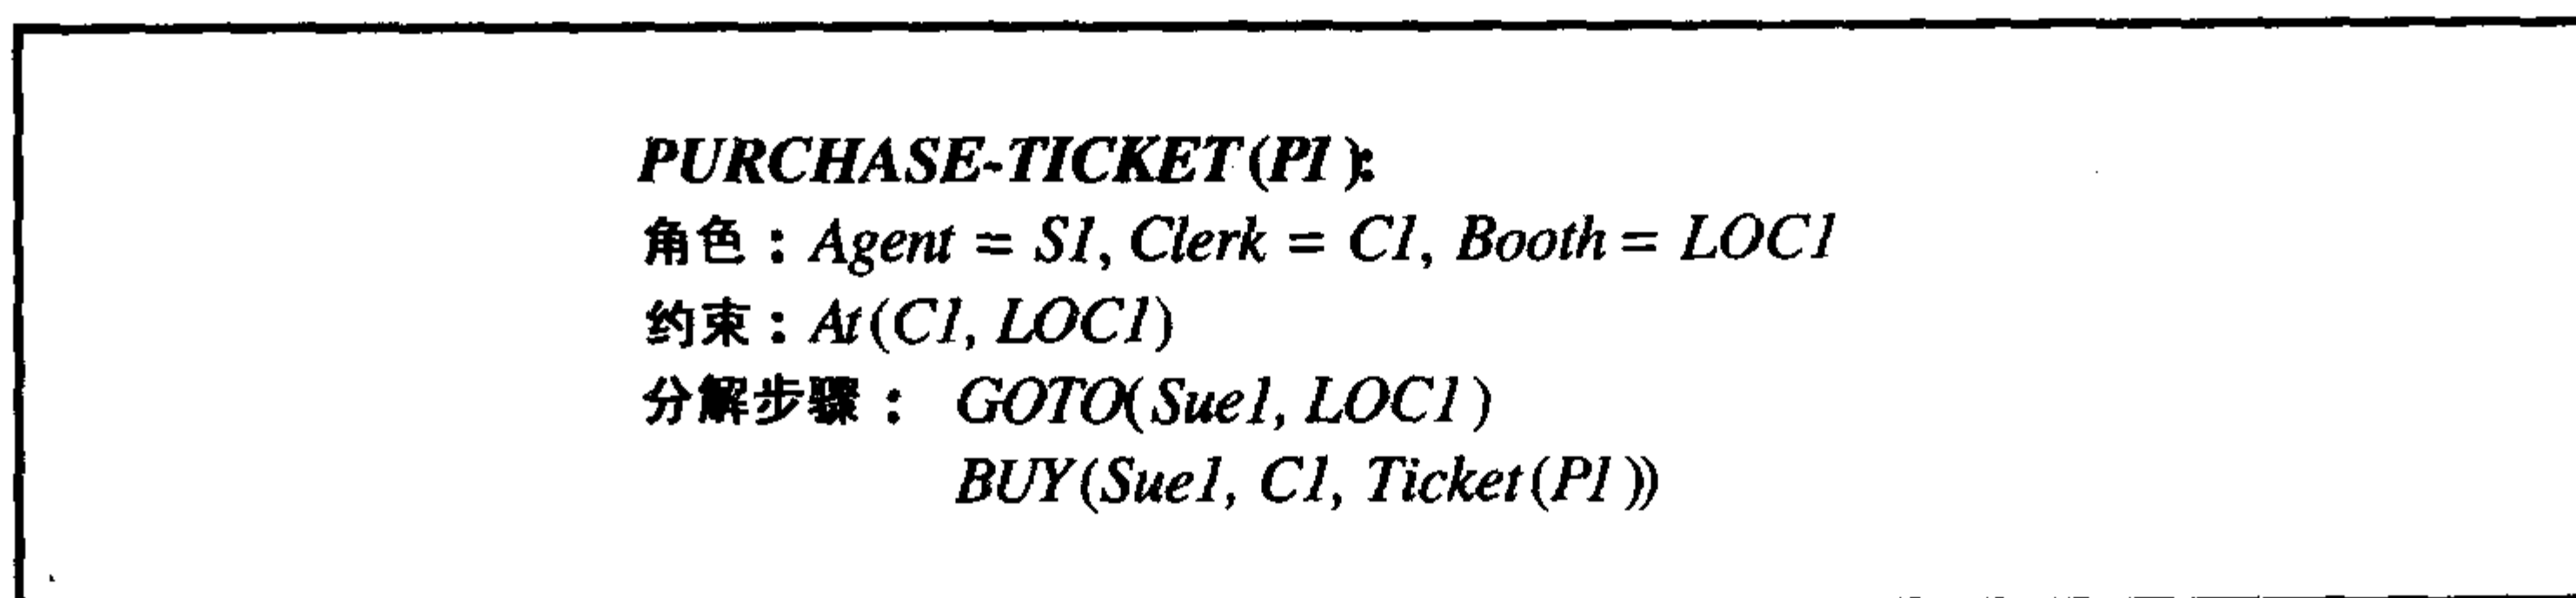 PURCHASE-TICKET(P1):
角色：Agent = S1, Clerk = C1, Booth = LOC1
约束：At(C1, LOC1)
分解步骤： GOTO(Sue1, LOC1)
BUY(Sue1, C1, Ticket(P1))